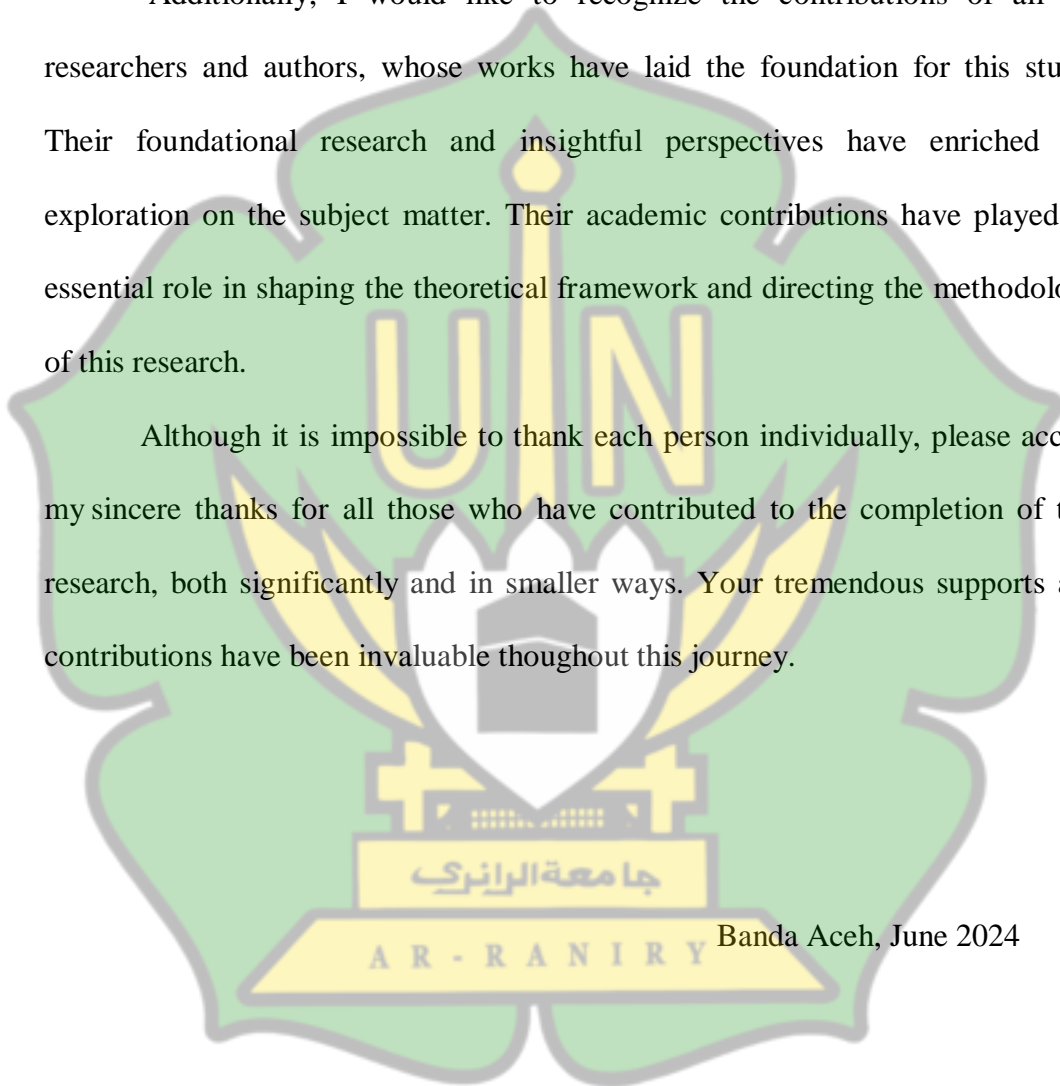 Additionally, I would like to recognize the contributions of all
researchers and authors, whose works have laid the foundation for this stu
Their foundational research and insightful perspectives have enriched
exploration on the subject matter. Their academic contributions have played
essential role in shaping the theoretical framework and directing the methodolo
of this research.
Although it is impossible to thank each person individually, please acc
my sincere thanks for all those who have contributed to the completion of t
research, both significantly and in smaller ways. Your tremendous supports a
contributions have been invaluable thoughout this journey.
UIN
جامعةالرانري
AR-RANIRY
Banda Aceh, June 2024